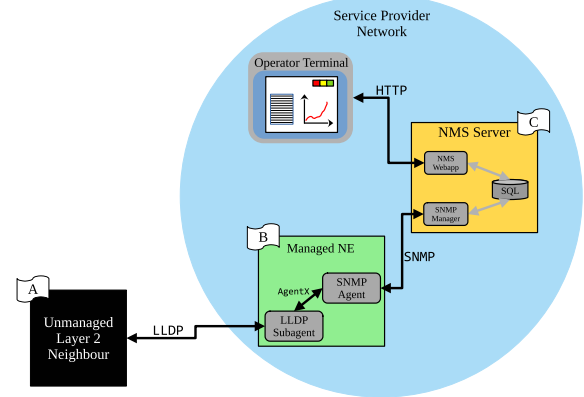 Service Provider
Network
Operator Terminal
HTTP
C
NMS Server
NMS
Webapp
SQL
SNMP
Manager
B
Managed NE
SNMP
SNMP
Agent
AgentX
LLDP
Subagent
A
Unmanaged
Layer 2
Neighbour
LLDP